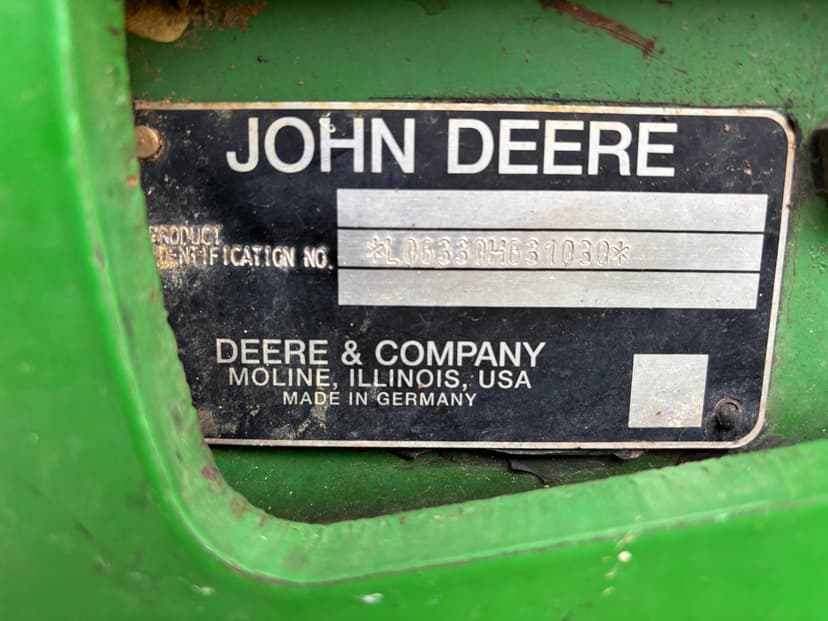 JOHN DEERE
PRODUCT
IDENTIFICATION NO.
*L06330H631030*
DEERE & COMPANY
MOLINE, ILLINOIS, USA
MADE IN GERMANY